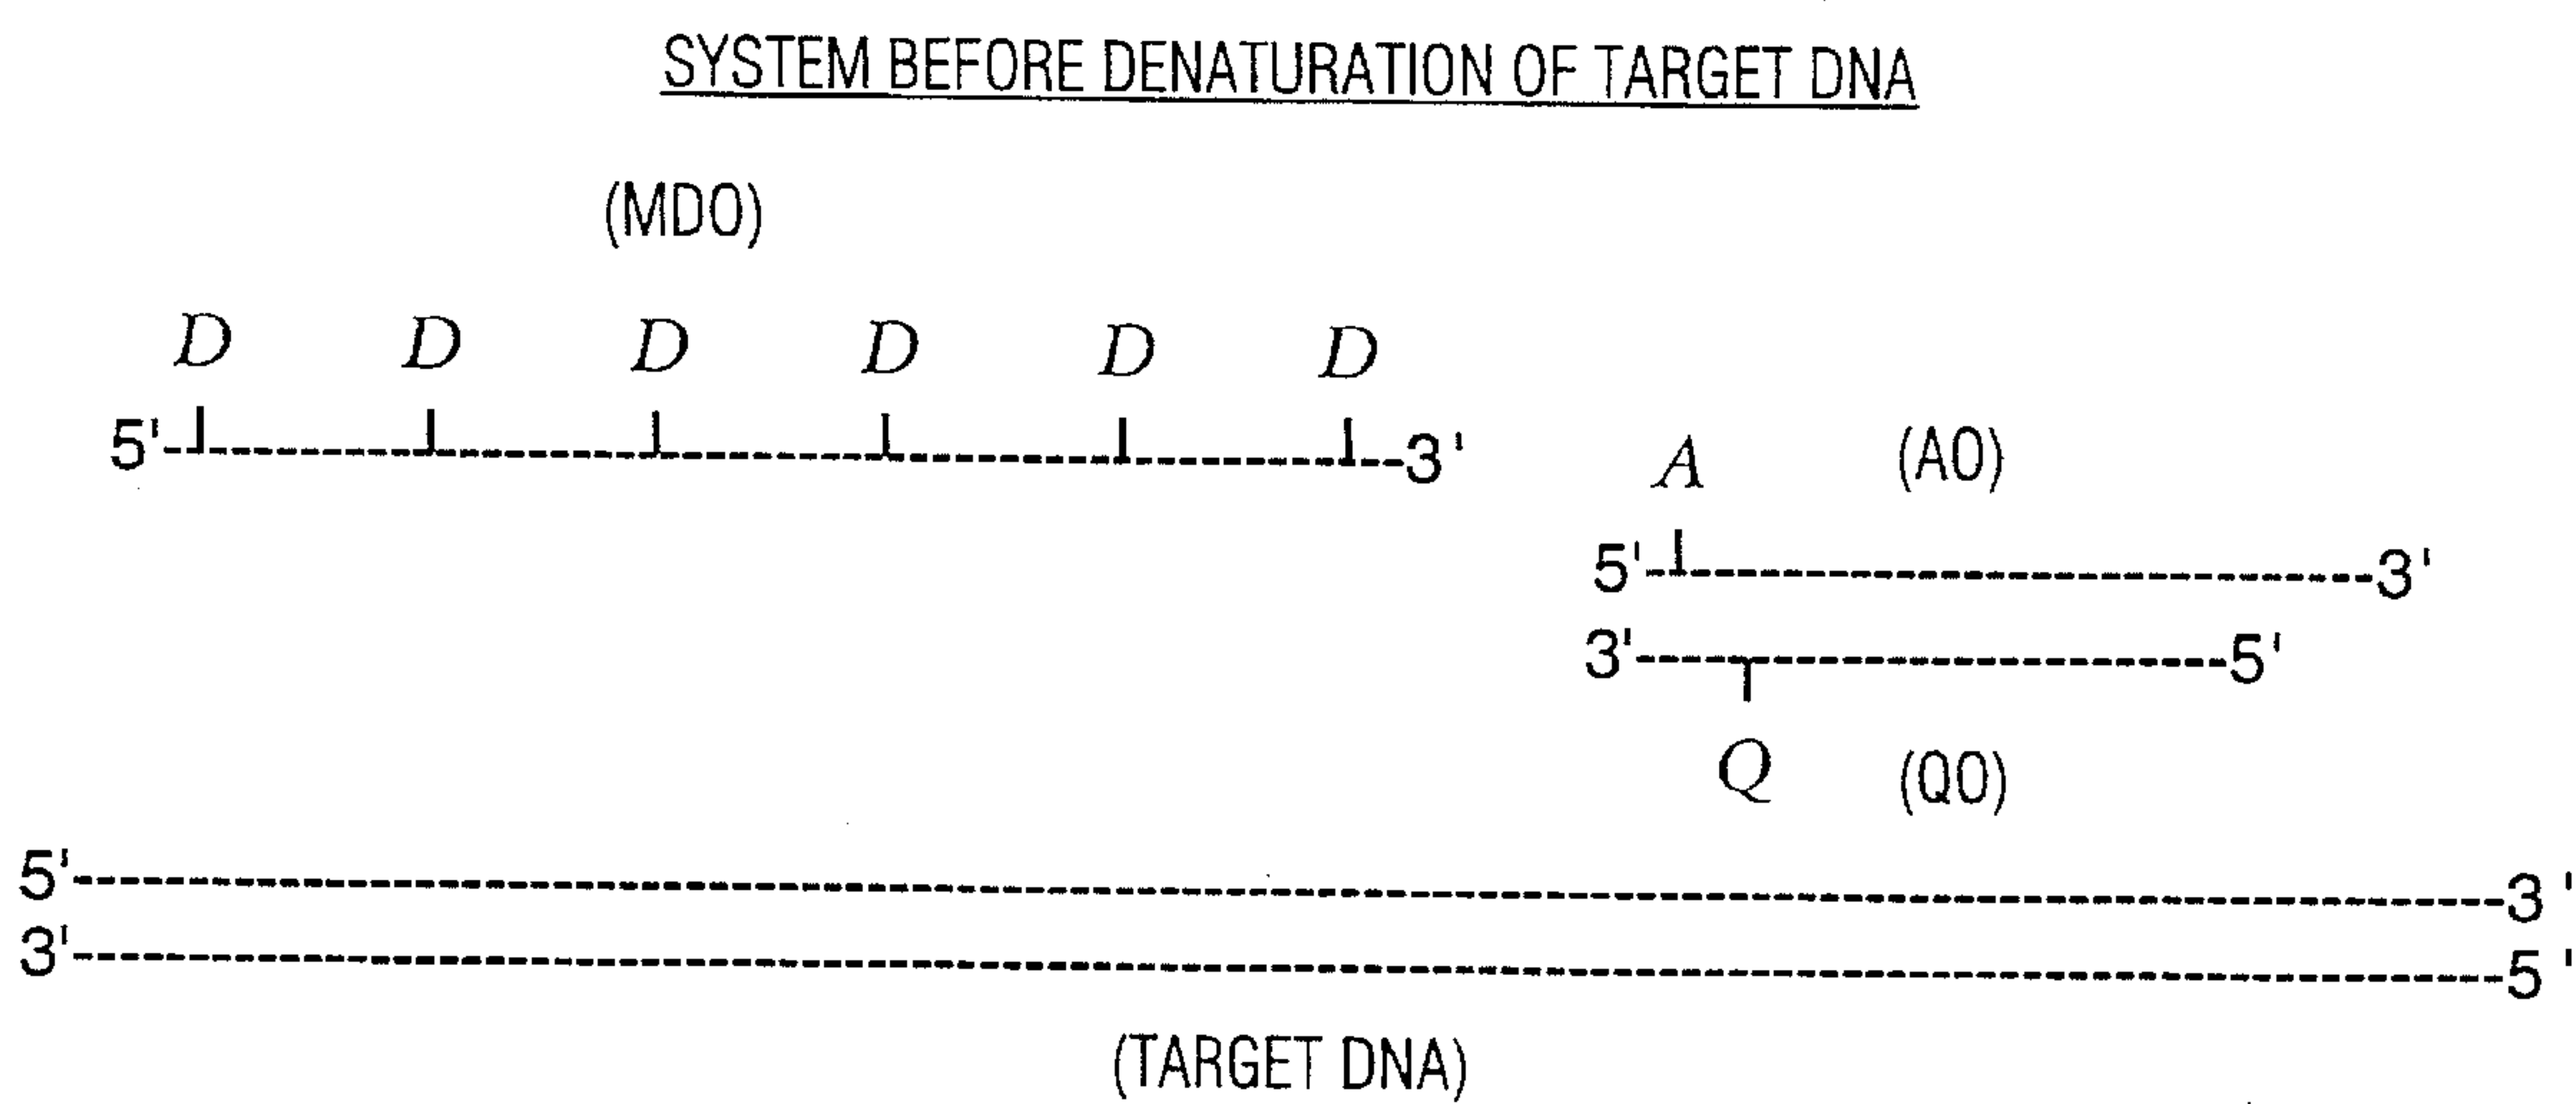 SYSTEM BEFORE DENATURATION OF TARGET DNA
(MDO)
D D D D D D
5' 3'
A (AO)
5' 3'
3' 5'
Q (QO)
5' 3'
3' 5'
(TARGET DNA)